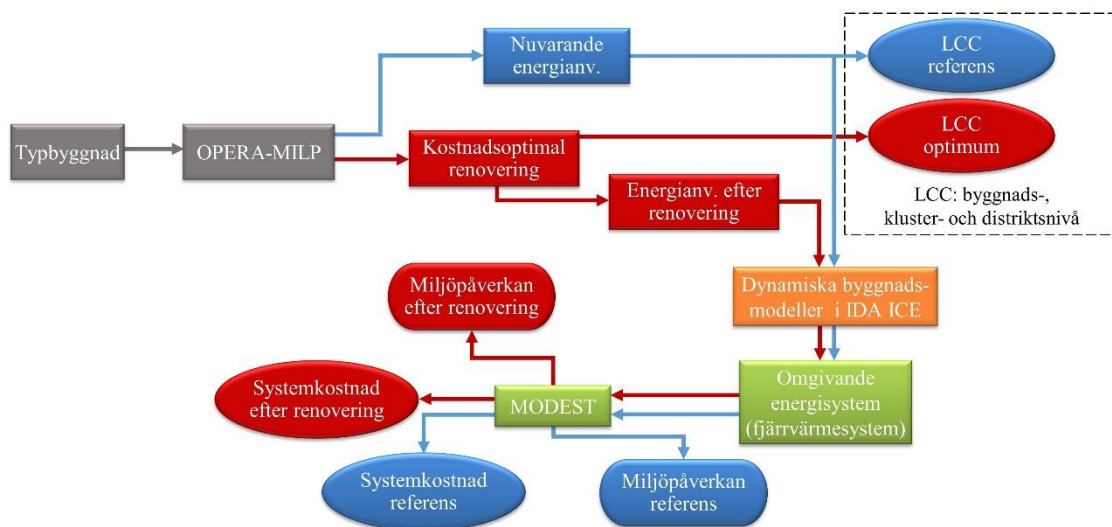 Nuvarande
energianv.
LCC
referens
Typbyggnad
OPERA-MILP
Kostnadsoptimal
renovering
LCC
optimum
Energianv. efter
renovering
LCC: byggnads-,
kluster- och distriktsnivå
Miljöpåverkan
efter renovering
Dynamiska byggnads-
modeller i IDA ICE
Systemkostnad
efter renovering
MODEST
Omgivande
energisystem
(fjärrvärmesystem)
Systemkostnad
referens
Miljöpåverkan
referens